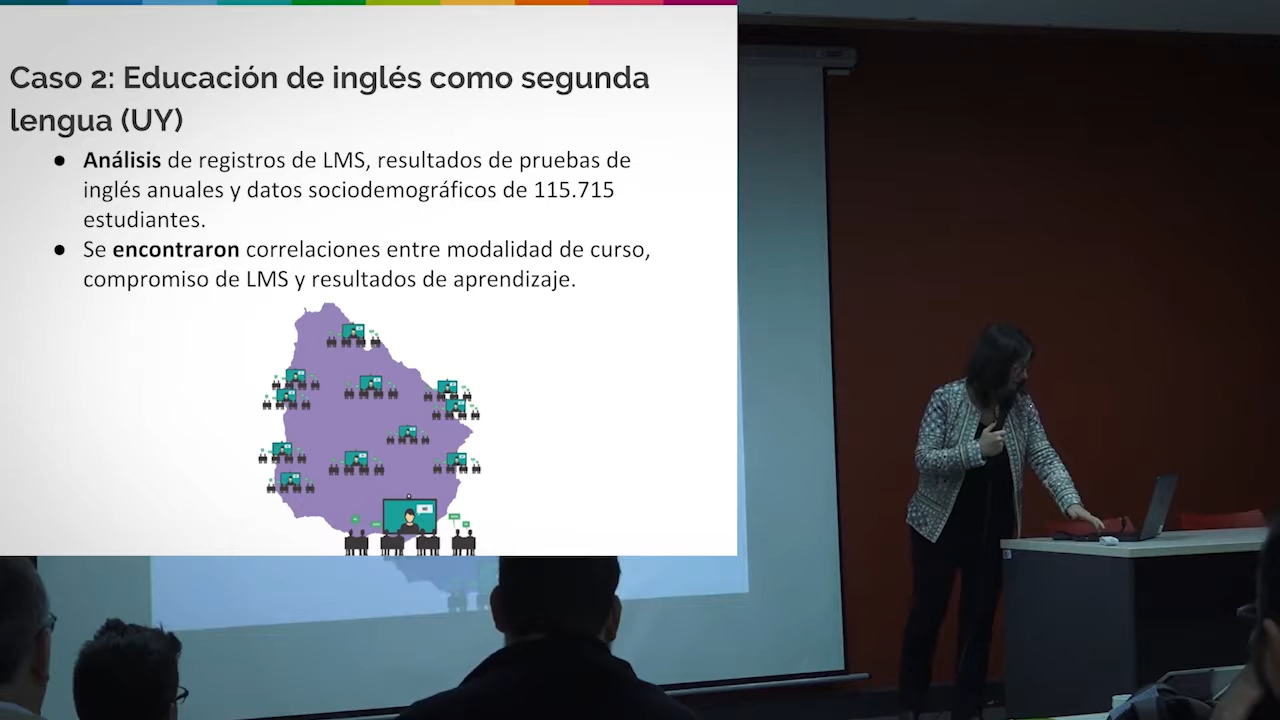 Caso 2: Educación de inglés como segunda
lengua (UY)
● Análisis de registros de LMS, resultados de pruebas de
inglés anuales y datos sociodemográficos de 115.715
estudiantes.
● Se encontraron correlaciones entre modalidad de curso,
compromiso de LMS y resultados de aprendizaje.